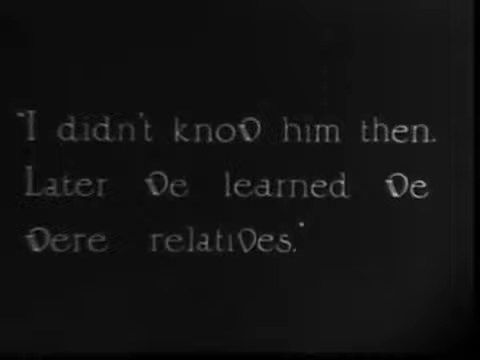 "I didn't know him then.
Later we learned we
were relatives."